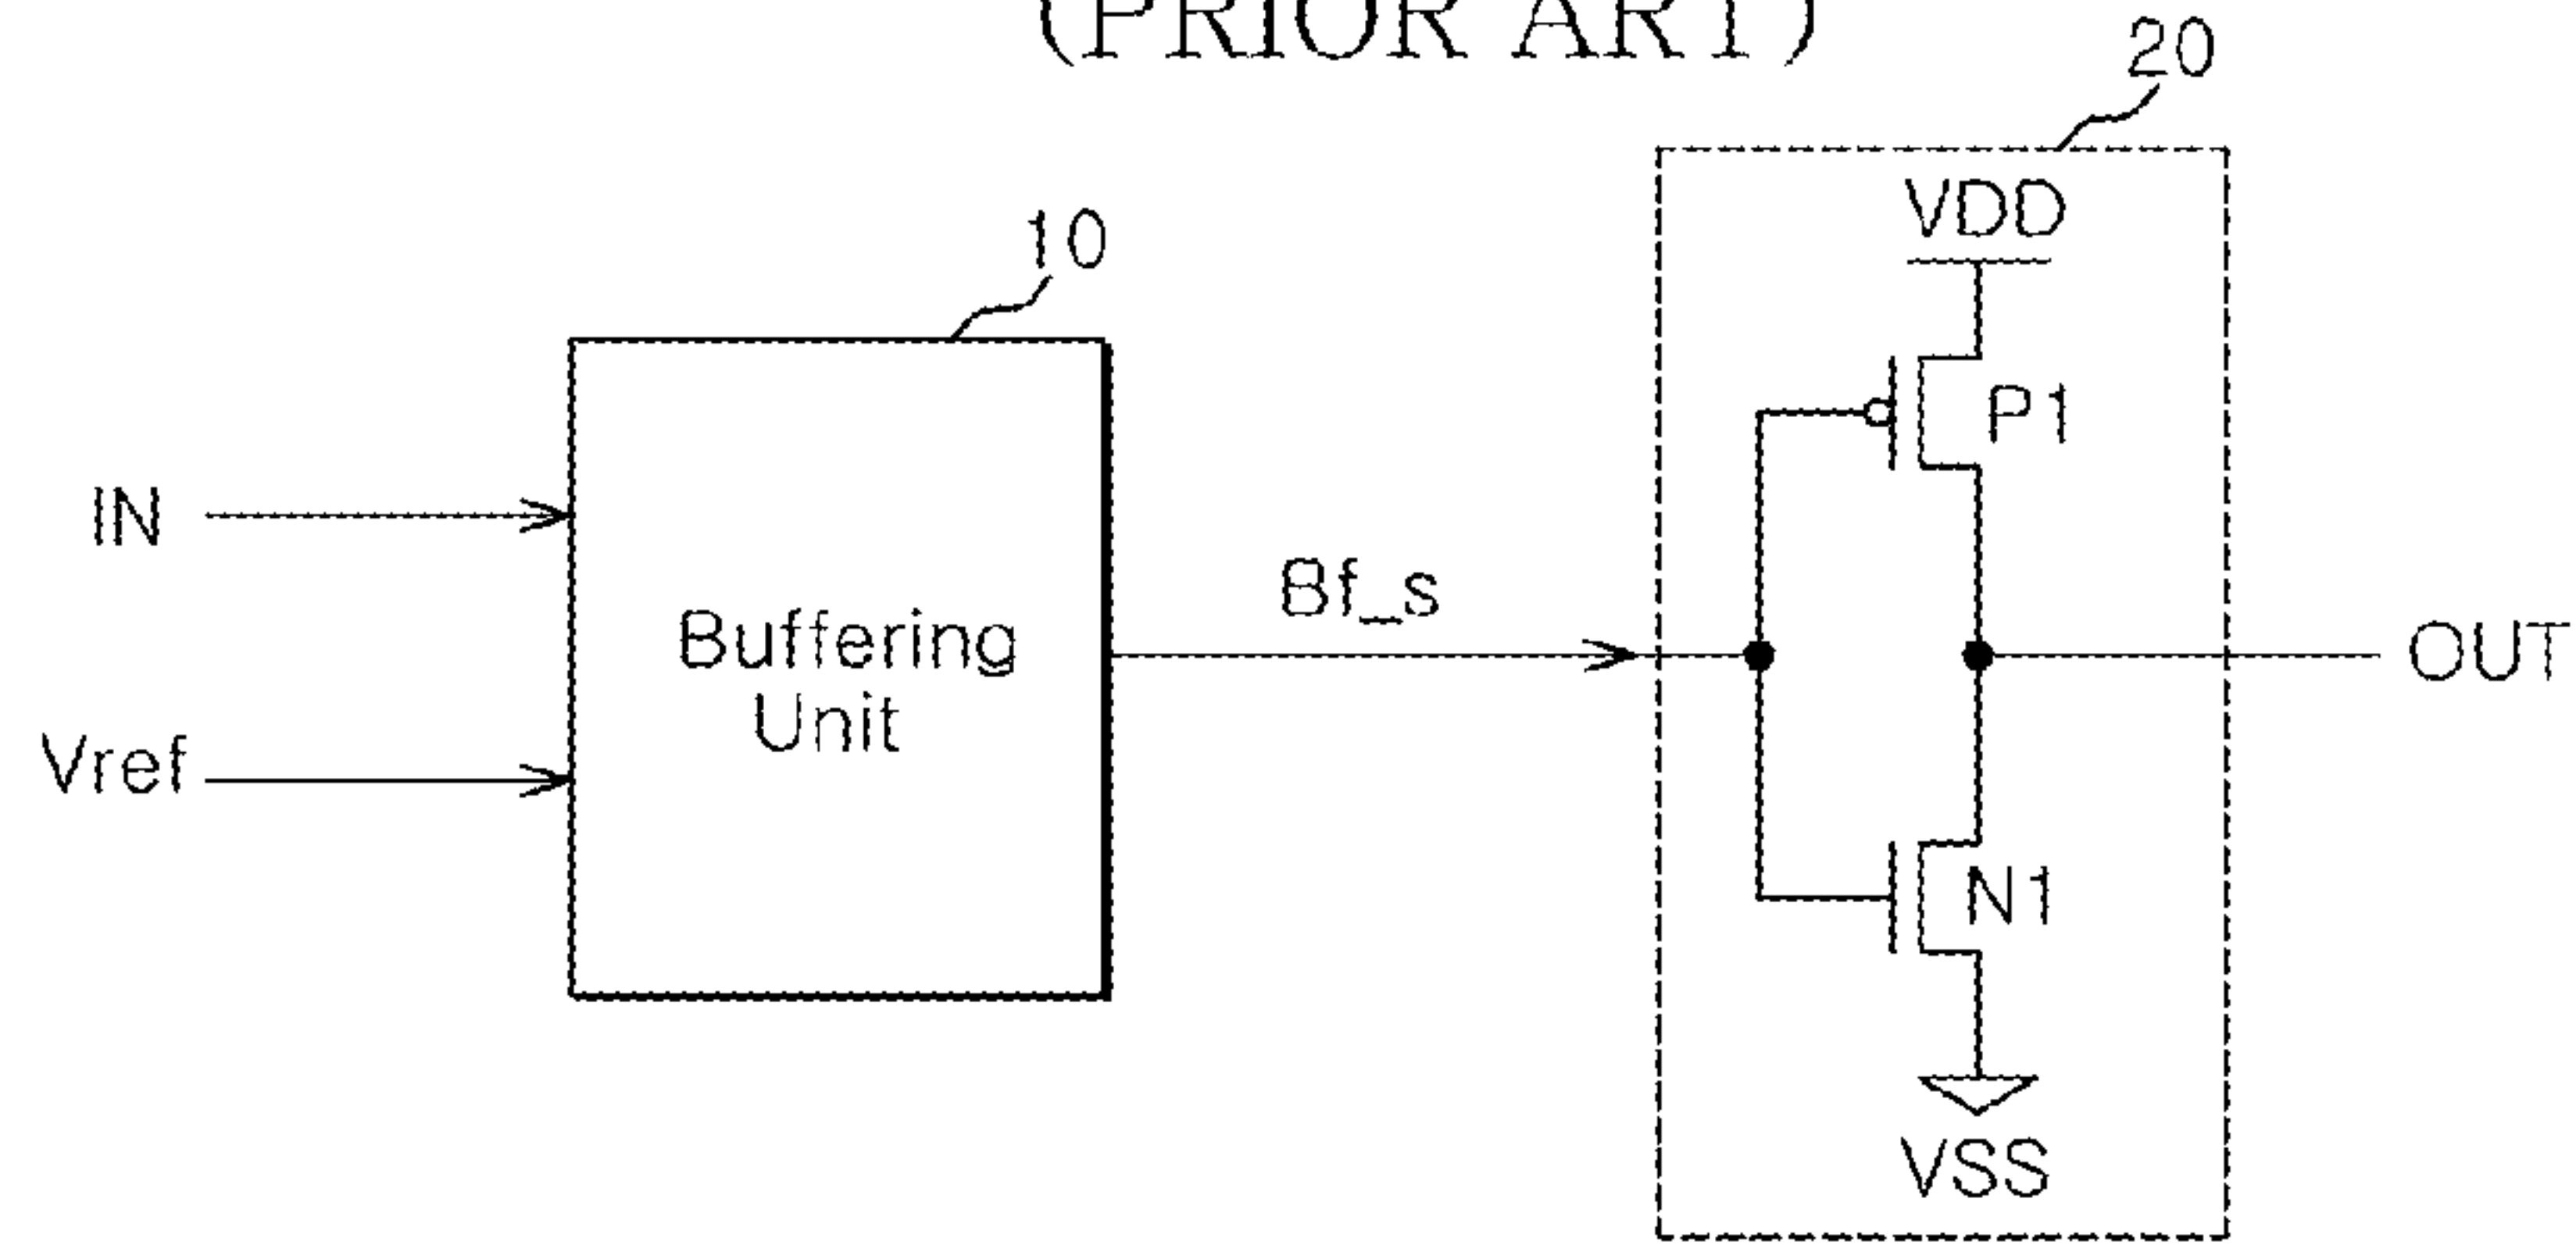 (PRIOR ART)
20
VDD
10
P1
IN
Bf_s
Buffering
Unit
OUT
Vref
N1
VSS